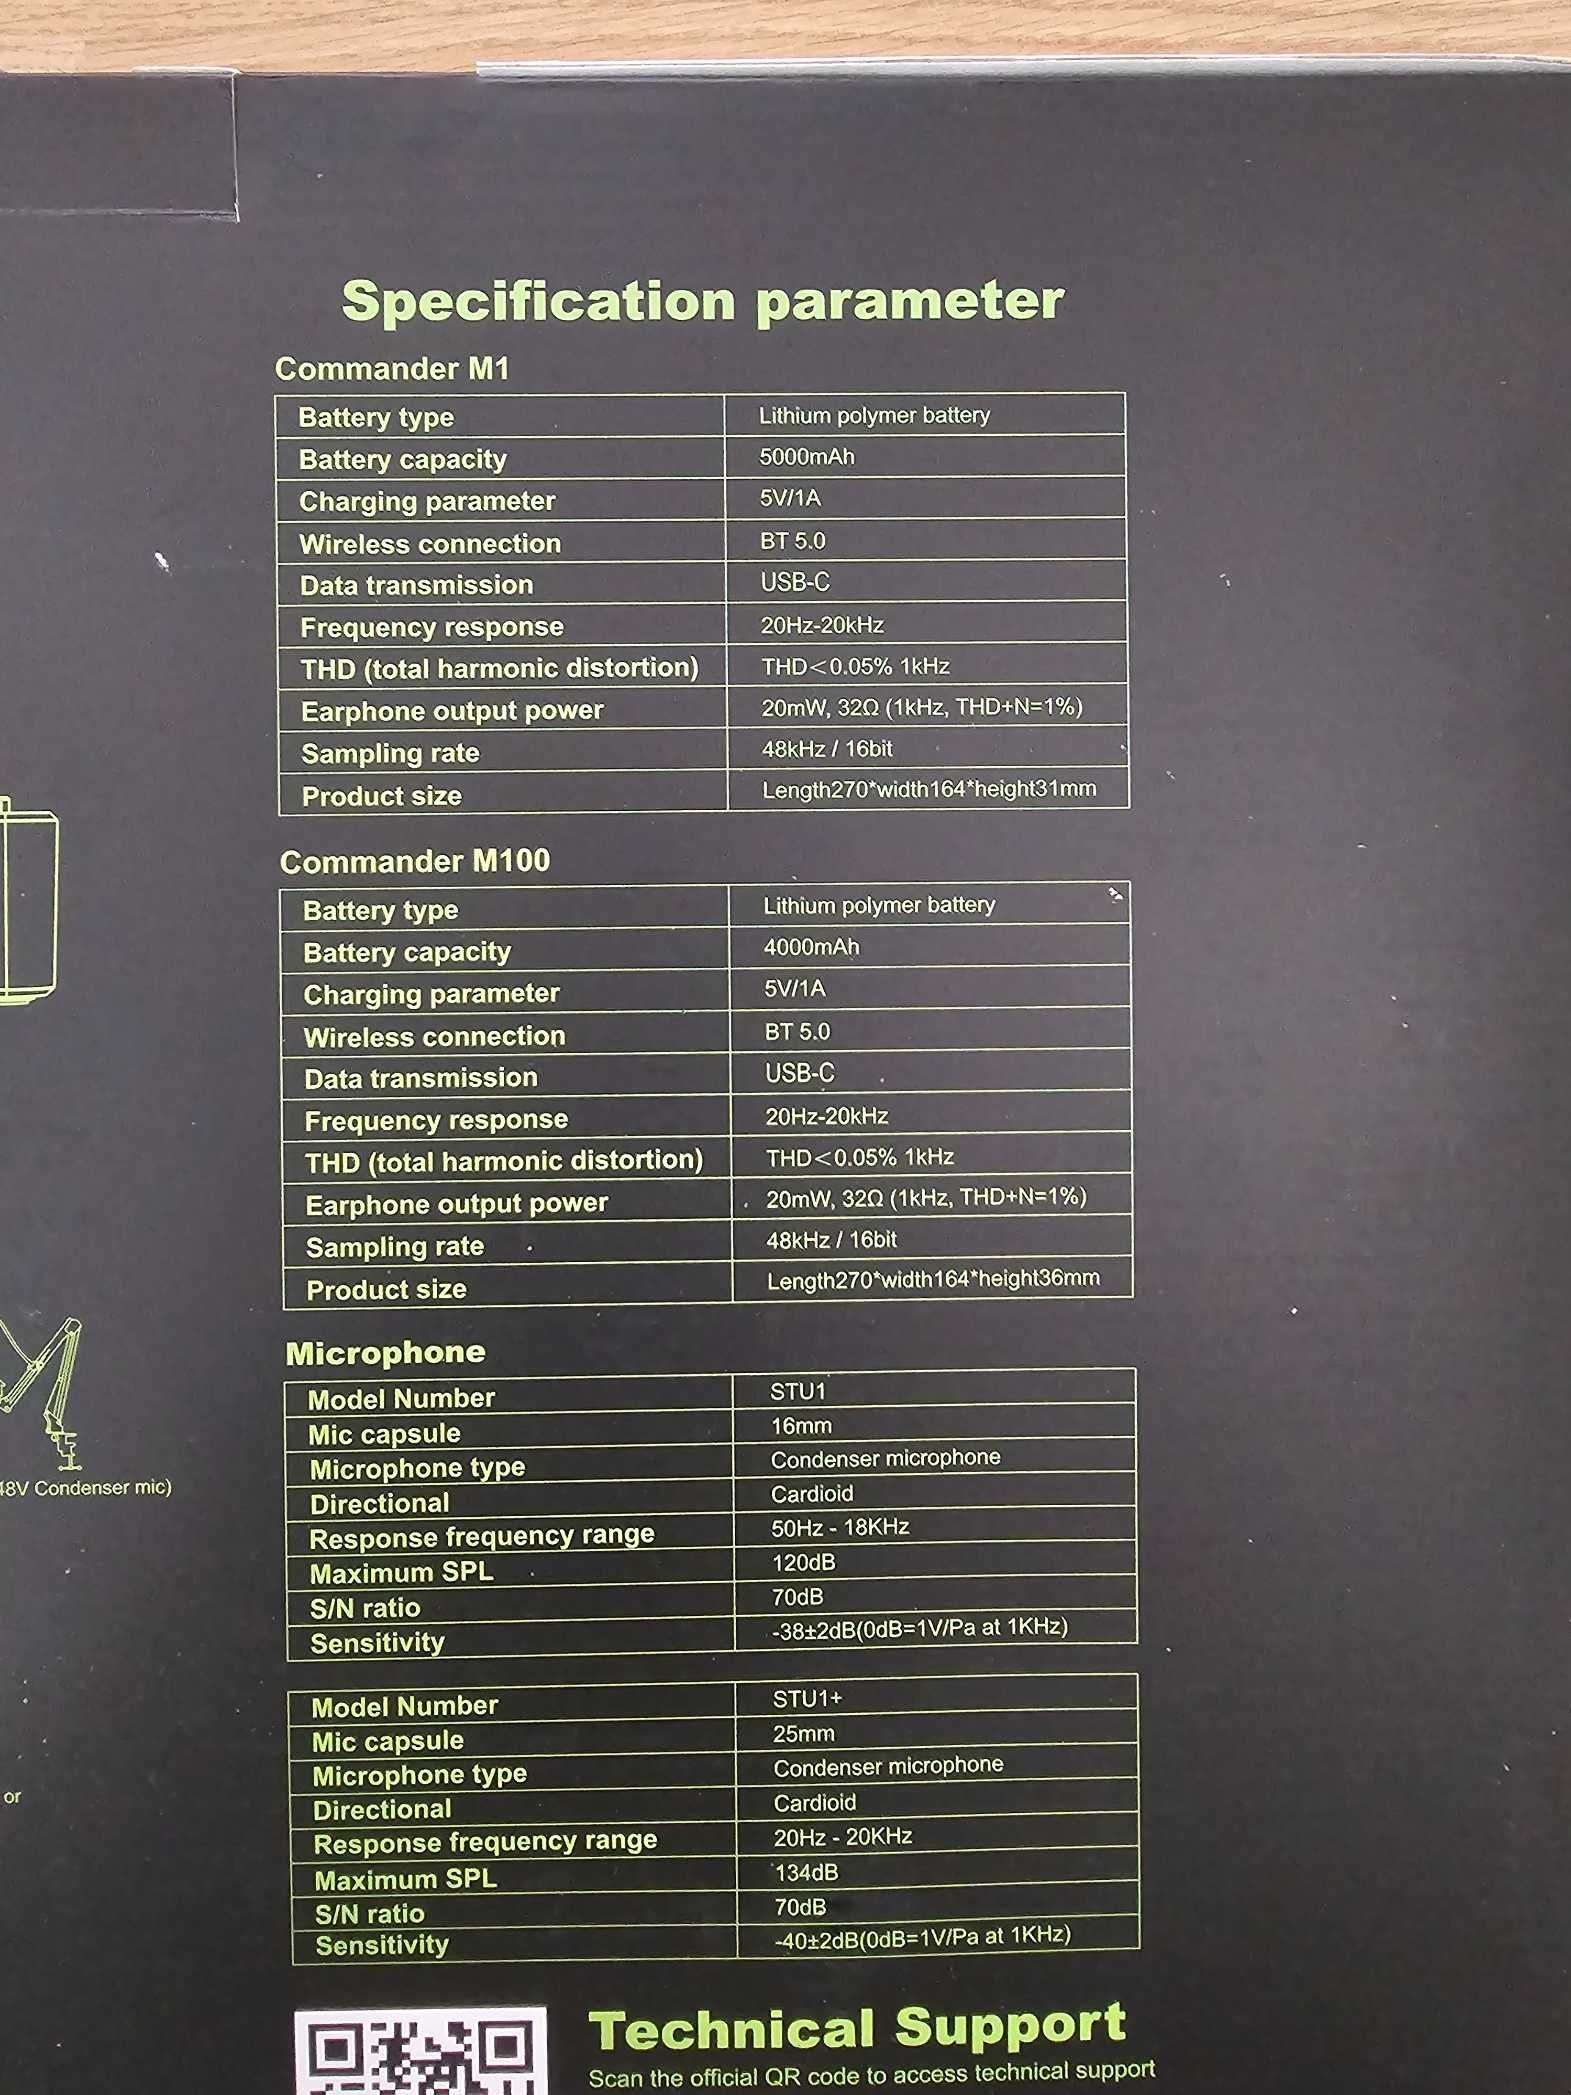 Specification parameter
Commander M1
Battery type Lithium polymer battery
Battery capacity 5000mAh
Charging parameter 5V/1A
Wireless connection BT 5.0
Data transmission USB-C
Frequency response 20Hz-20kHz
THD (total harmonic distortion) THD<0.05% 1kHz
Earphone output power 20mW, 32Ω (1kHz, THD+N=1%)
Sampling rate 48kHz / 16bit
Product size Length270*width164*height31mm
Commander M100
Battery type Lithium polymer battery
Battery capacity 4000mAh
Charging parameter 5V/1A
Wireless connection BT 5.0
Data transmission USB-C
Frequency response 20Hz-20kHz
THD (total harmonic distortion) THD<0.05% 1kHz
Earphone output power 20mW, 32Ω (1kHz, THD+N=1%)
Sampling rate 48kHz / 16bit
Product size Length270*width164*height36mm
Microphone
Model Number STU1
Mic capsule 16mm
Microphone type Condenser microphone
Directional Cardioid
Response frequency range 50Hz - 18KHz
Maximum SPL 120dB
S/N ratio 70dB
Sensitivity -38±2dB(0dB=1V/Pa at 1KHz)
Model Number STU1+
Mic capsule 25mm
Microphone type Condenser microphone
Directional Cardioid
Response frequency range 20Hz - 20KHz
Maximum SPL 134dB
S/N ratio 70dB
Sensitivity -40±2dB(0dB=1V/Pa at 1KHz)
Condenser mic)
or
Technical Support
Scan the official QR code to access technical support